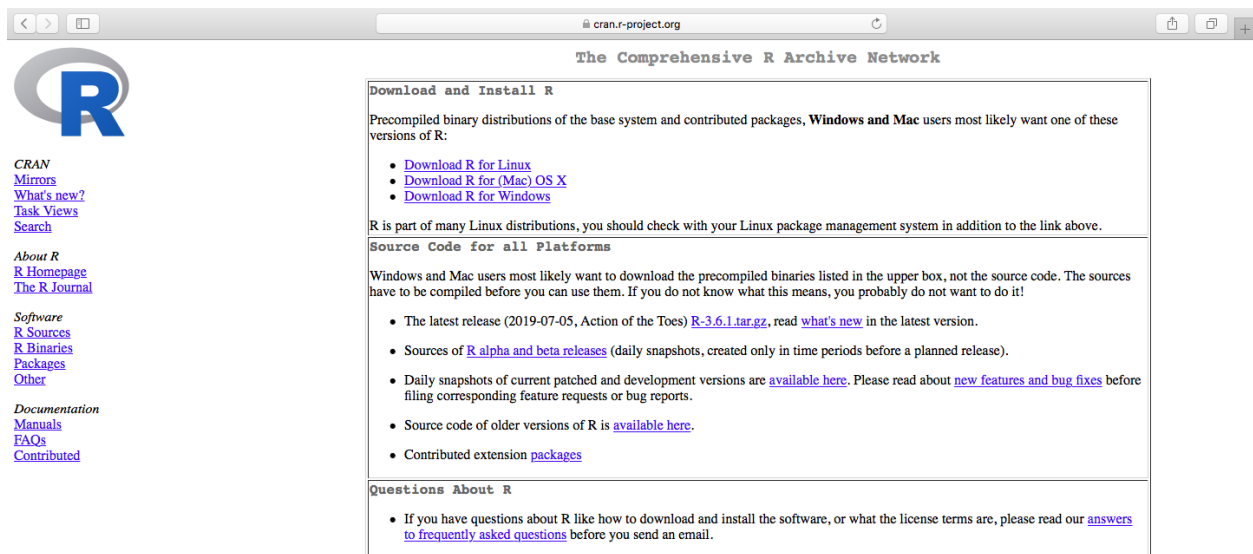 cran.r-project.org
R
CRAN
Mirrors
What's new?
Task Views
Search
About R
R Homepage
The R Journal
Software
R Sources
R Binaries
Packages
Other
Documentation
Manuals
FAQs
Contributed
The Comprehensive R Archive Network
Download and Install R
Precompiled binary distributions of the base system and contributed packages, Windows and Mac users most likely want one of these
versions of R:
• Download R for Linux
• Download R for (Mac) OS X
• Download R for Windows
R is part of many Linux distributions, you should check with your Linux package management system in addition to the link above.
Source Code for all Platforms
Windows and Mac users most likely want to download the precompiled binaries listed in the upper box, not the source code. The sources
have to be compiled before you can use them. If you do not know what this means, you probably do not want to do it!
• The latest release (2019-07-05, Action of the Toes) R-3.6.1.tar.gz, read what's new in the latest version.
• Sources of R alpha and beta releases (daily snapshots, created only in time periods before a planned release).
• Daily snapshots of current patched and development versions are available here. Please read about new features and bug fixes before
filing corresponding feature requests or bug reports.
• Source code of older versions of R is available here.
• Contributed extension packages
Questions About R
• If you have questions about R like how to download and install the software, or what the license terms are, please read our answers
to frequently asked questions before you send an email.